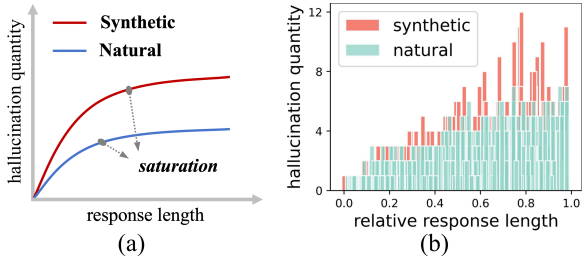 hallucination quantity
Synthetic
Natural
saturation
response length
(a)
hallucination quantity
12
8
4
0
synthetic
natural
0.0 0.2 0.4 0.6 0.8 1.0
relative response length
(b)